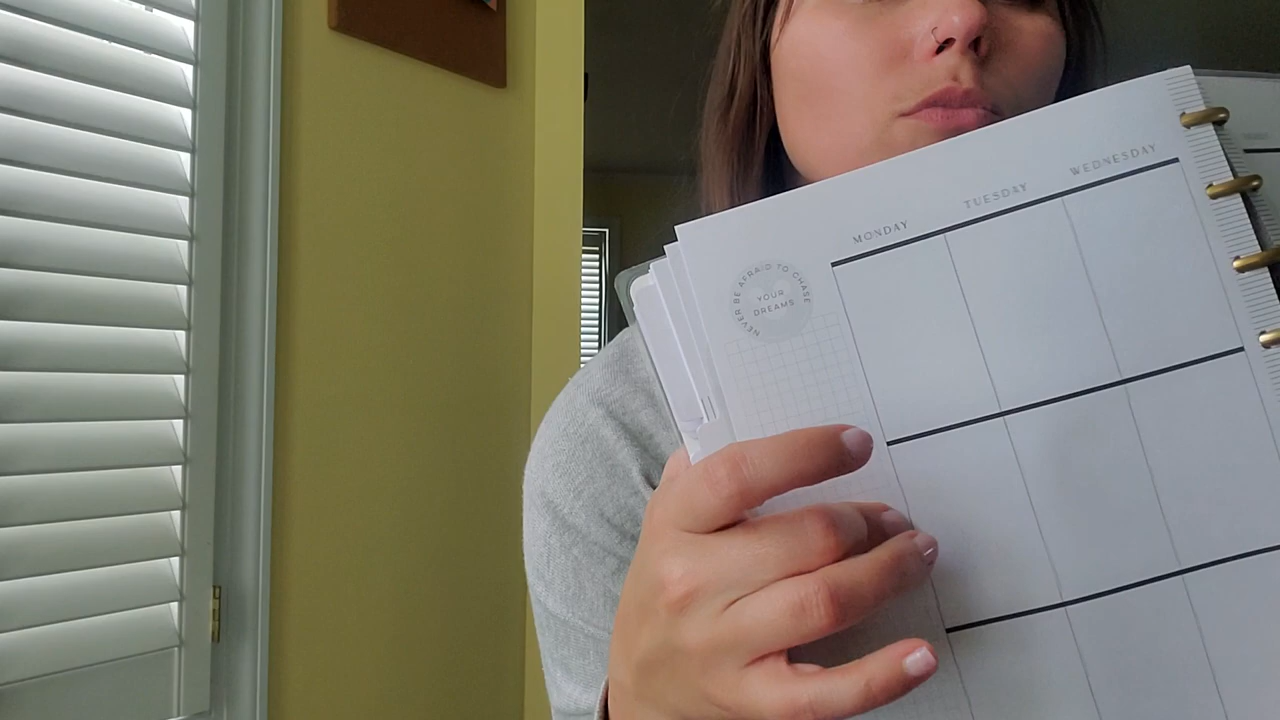 MONDAY TUESDAY WEDNESDAY
NEVER BE AFRAID TO CHASE
YOUR
DREAMS